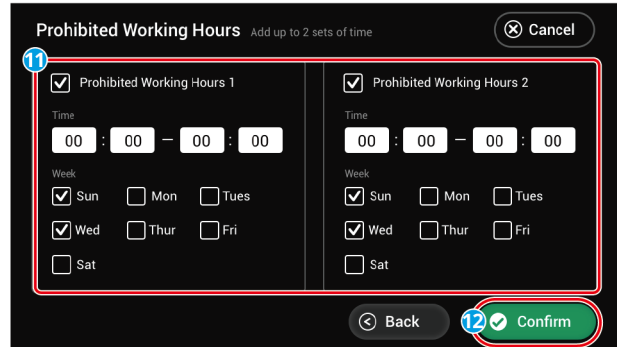 Prohibited Working Hours Add up to 2 sets of time
Cancel
11
Prohibited Working Hours 1
Time
00 : 00 – 00 : 00
Week
Sun Mon Tues
Wed Thur Fri
Sat
Prohibited Working Hours 2
Time
00 : 00 – 00 : 00
Week
Sun Mon Tues
Wed Thur Fri
Sat
Back
12 Confirm